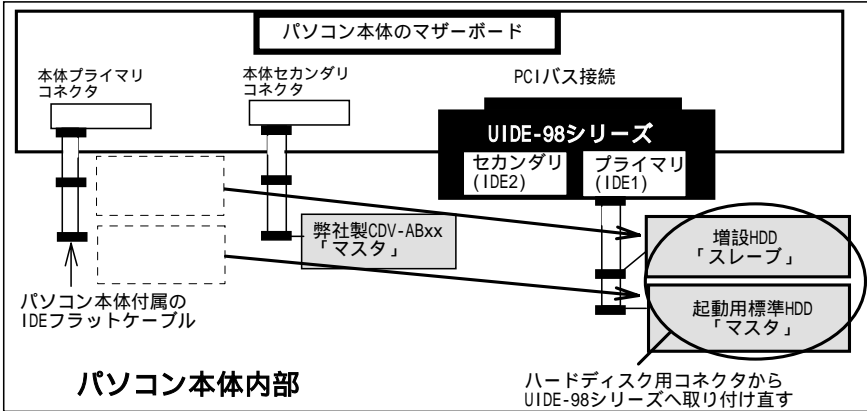 パソコン本体のマザーボード
本体プライマリ
コネクタ
本体セカンダリ
コネクタ
PCIバス接続
UIDE-98シリーズ
セカンダリ
(IDE2)
プライマリ
(IDE1)
弊社製CDV-ABxx
「マスタ」
増設HDD
「スレーブ」
起動用標準HDD
「マスタ」
パソコン本体付属の
IDEフラットケーブル
パソコン本体内部
ハードディスク用コネクタから
UIDE-98シリーズへ取り付け直す